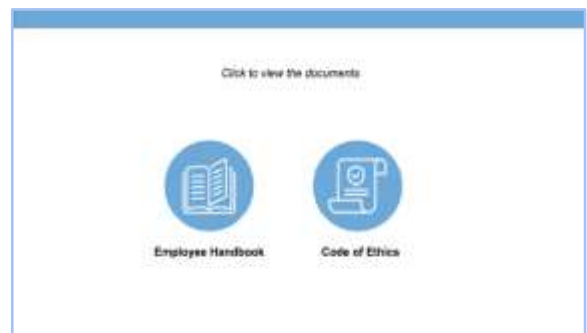 Click to view the documents
Employee Handbook
Code of Ethics